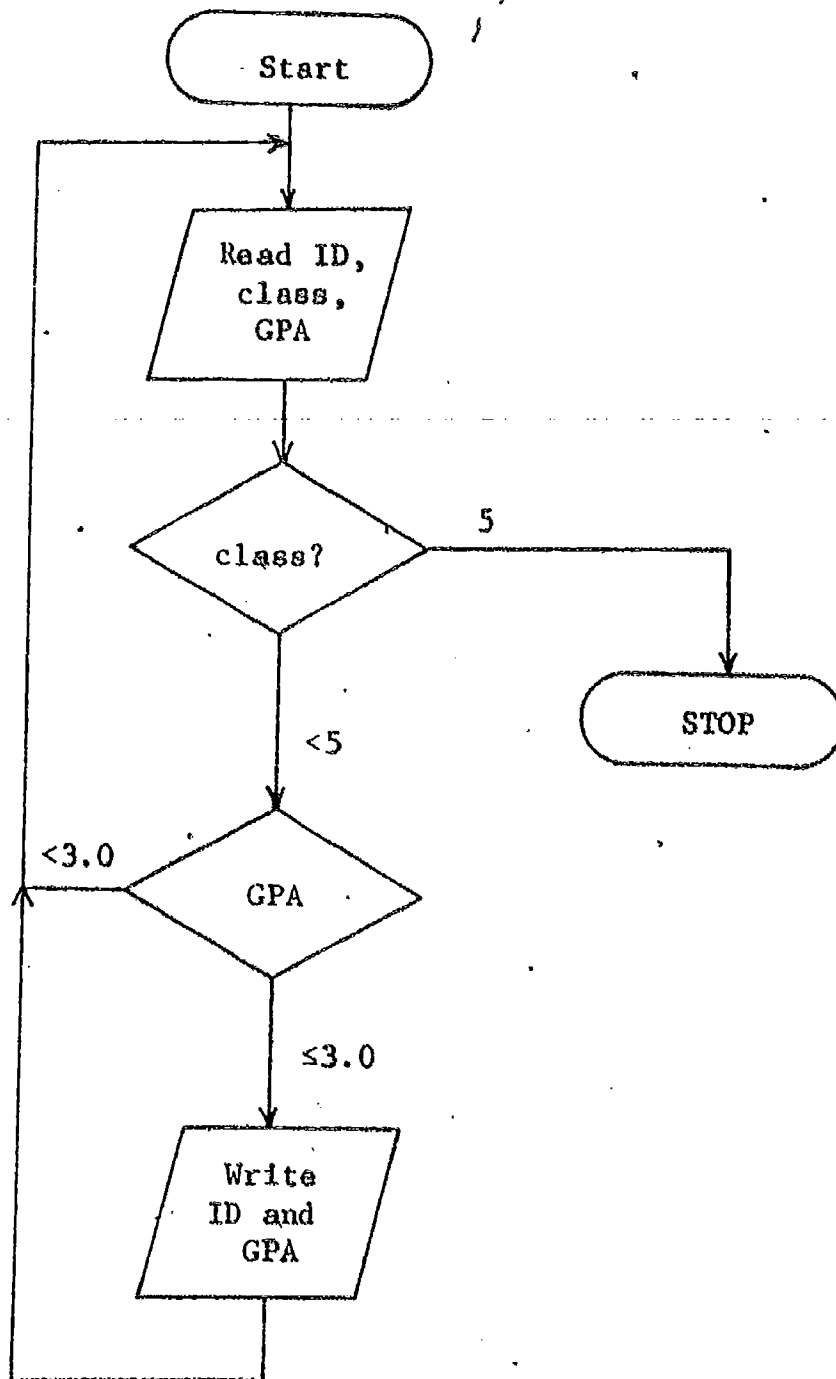 Start
Read ID,
class,
GPA
class?
5
STOP
<5
<3.0
GPA
≤3.0
Write
ID and
GPA